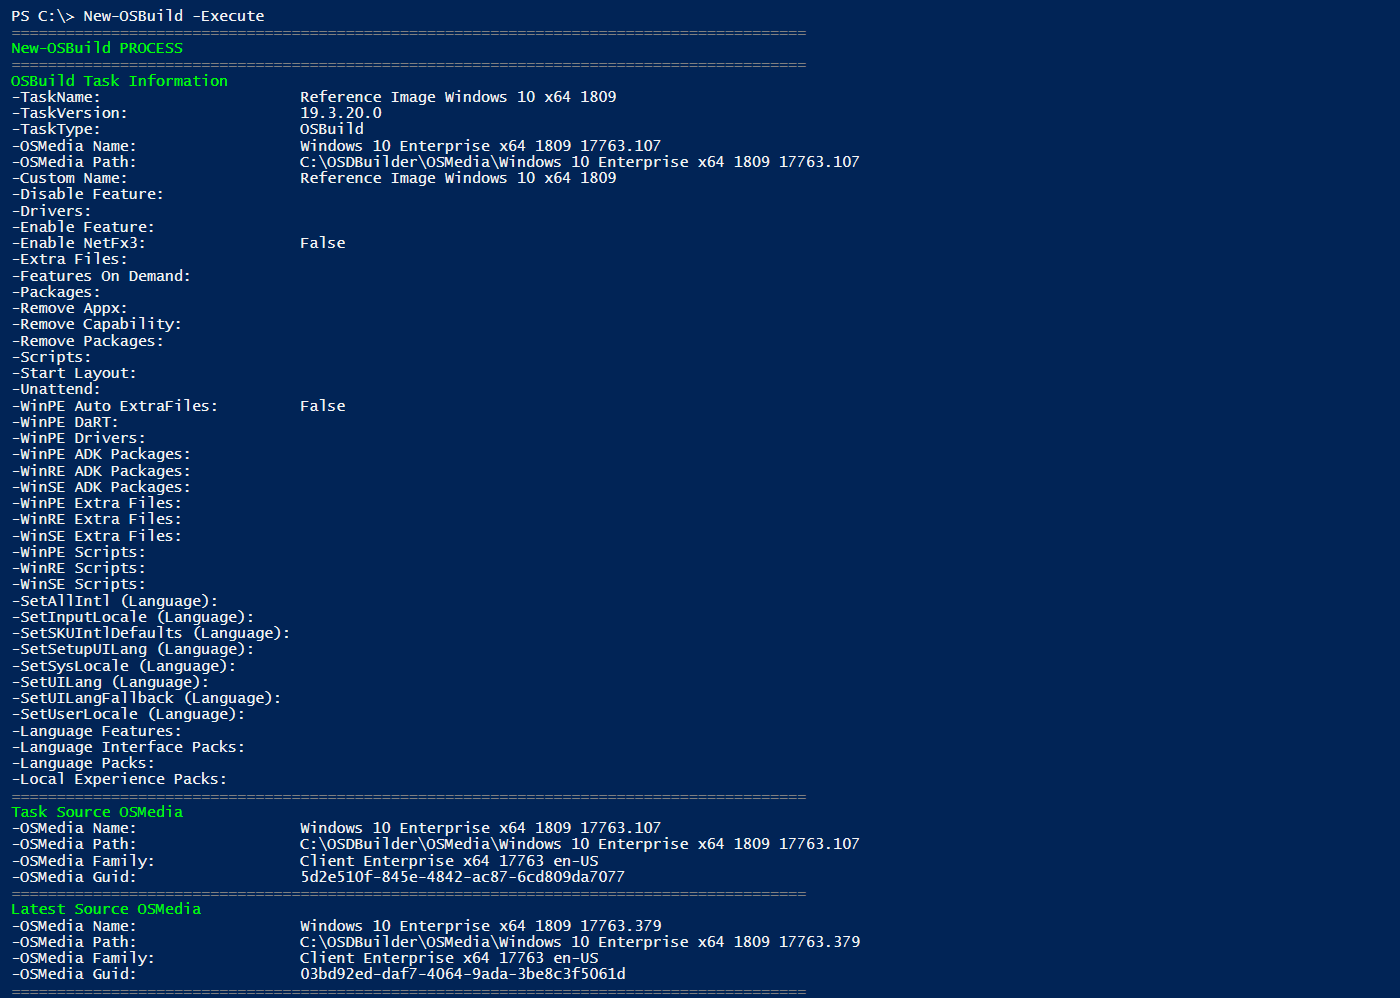 PS C:\> New-OSBuild -Execute
========================================================================================
New-OSBuild PROCESS
========================================================================================
OSBuild Task Information
-TaskName: Reference Image Windows 10 x64 1809
-TaskVersion: 19.3.20.0
-TaskType: OSBuild
-OSMedia Name: Windows 10 Enterprise x64 1809 17763.107
-OSMedia Path: C:\OSDBuilder\OSMedia\Windows 10 Enterprise x64 1809 17763.107
-Custom Name: Reference Image Windows 10 x64 1809
-Disable Feature:
-Drivers:
-Enable Feature:
-Enable NetFx3: False
-Extra Files:
-Features On Demand:
-Packages:
-Remove Appx:
-Remove Capability:
-Remove Packages:
-Scripts:
-Start Layout:
-Unattend:
-WinPE Auto ExtraFiles: False
-WinPE DaRT:
-WinPE Drivers:
-WinPE ADK Packages:
-WinRE ADK Packages:
-WinSE ADK Packages:
-WinPE Extra Files:
-WinRE Extra Files:
-WinSE Extra Files:
-WinPE Scripts:
-WinRE Scripts:
-WinSE Scripts:
-SetAllIntl (Language):
-SetInputLocale (Language):
-SetSKUIntlDefaults (Language):
-SetSetupUILang (Language):
-SetSysLocale (Language):
-SetUILang (Language):
-SetUILangFallback (Language):
-SetUserLocale (Language):
-Language Features:
-Language Interface Packs:
-Language Packs:
-Local Experience Packs:
========================================================================================
Task Source OSMedia
-OSMedia Name: Windows 10 Enterprise x64 1809 17763.107
-OSMedia Path: C:\OSDBuilder\OSMedia\Windows 10 Enterprise x64 1809 17763.107
-OSMedia Family: Client Enterprise x64 17763 en-US
-OSMedia Guid: 5d2e510f-845e-4842-ac87-6cd809da7077
========================================================================================
Latest Source OSMedia
-OSMedia Name: Windows 10 Enterprise x64 1809 17763.379
-OSMedia Path: C:\OSDBuilder\OSMedia\Windows 10 Enterprise x64 1809 17763.379
-OSMedia Family: Client Enterprise x64 17763 en-US
-OSMedia Guid: 03bd92ed-daf7-4064-9ada-3be8c3f5061d
========================================================================================